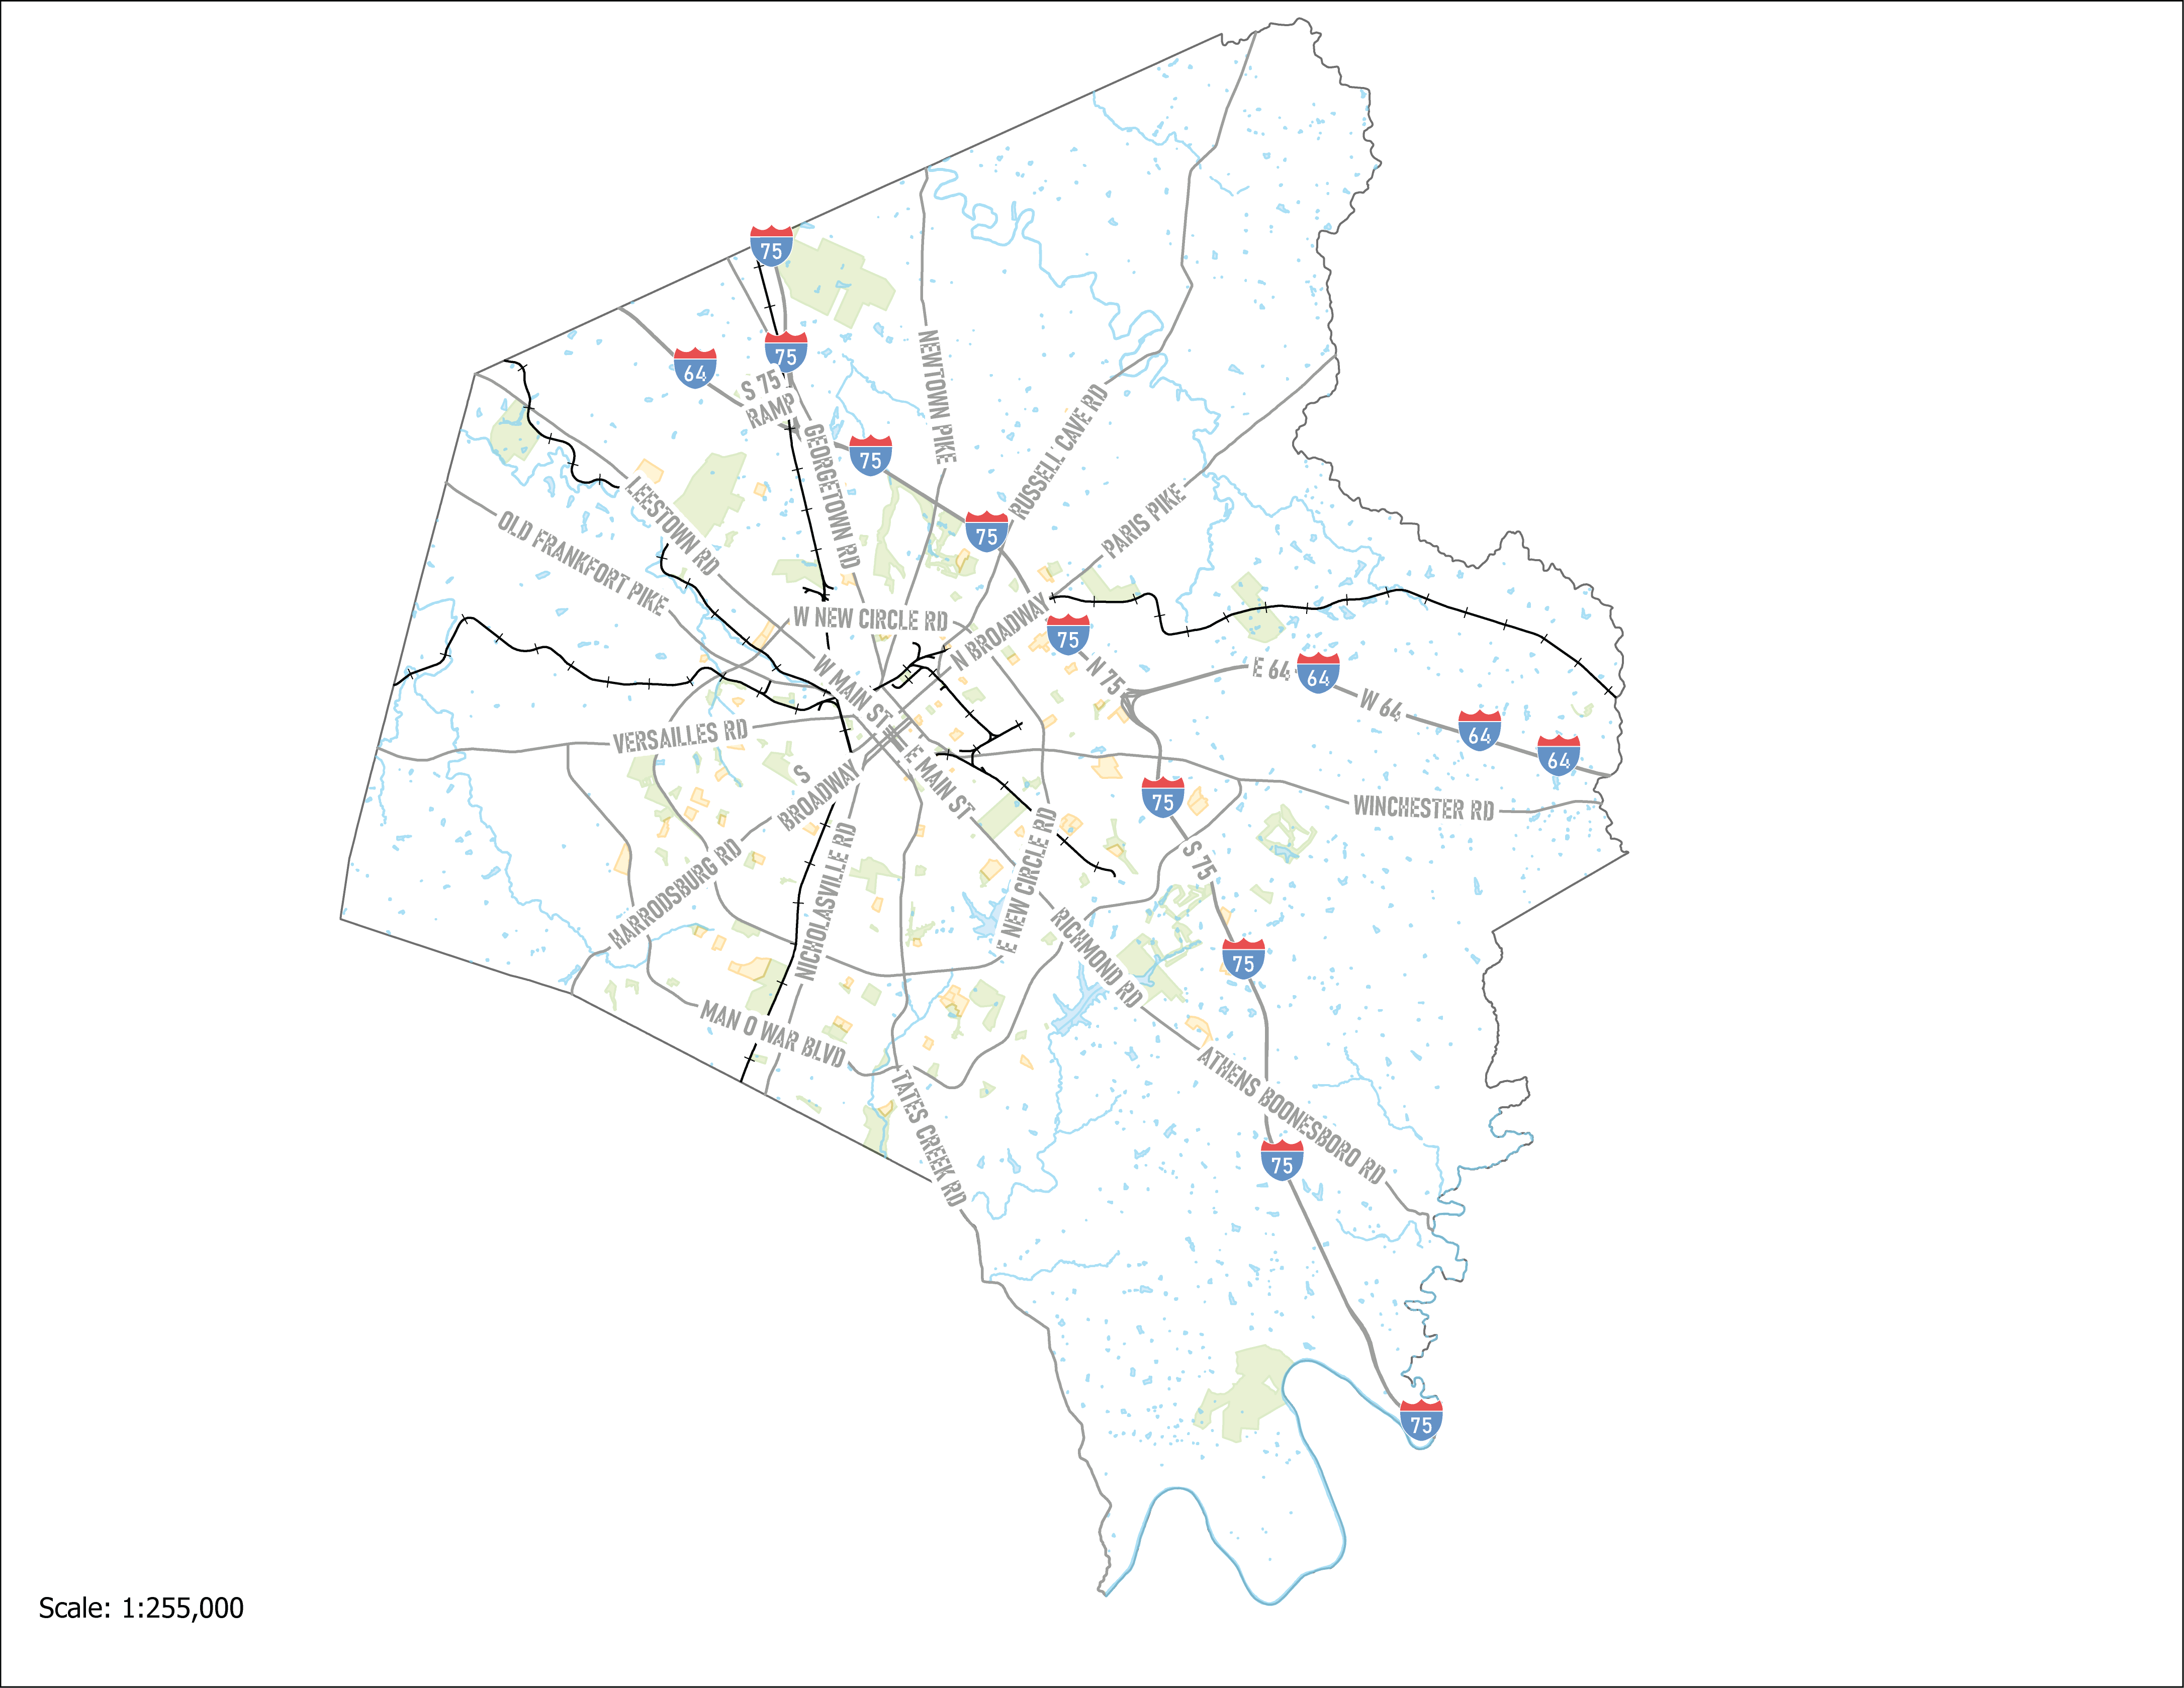 75
75
64
S 75
RAMP
NEWTOWN PIKE
GEORGETOWN RD
75
RUSSELL CAVE RD
LEESTOWN RD
75
PARIS PIKE
OLD FRANKFORT PIKE
W NEW CIRCLE RD
N BROADWAY
75
N 75
E 64
64
W 64
64
64
W MAIN ST
VERSAILLES RD
E MAIN ST
S
BROADWAY
75
WINCHESTER RD
NICHOLASVILLE RD
HARRODSBURG RD
E NEW CIRCLE RD
S 75
RICHMOND RD
75
MAN O WAR BLVD
TATES CREEK RD
ATHENS BOONESBORO RD
75
75
Scale: 1:255,000